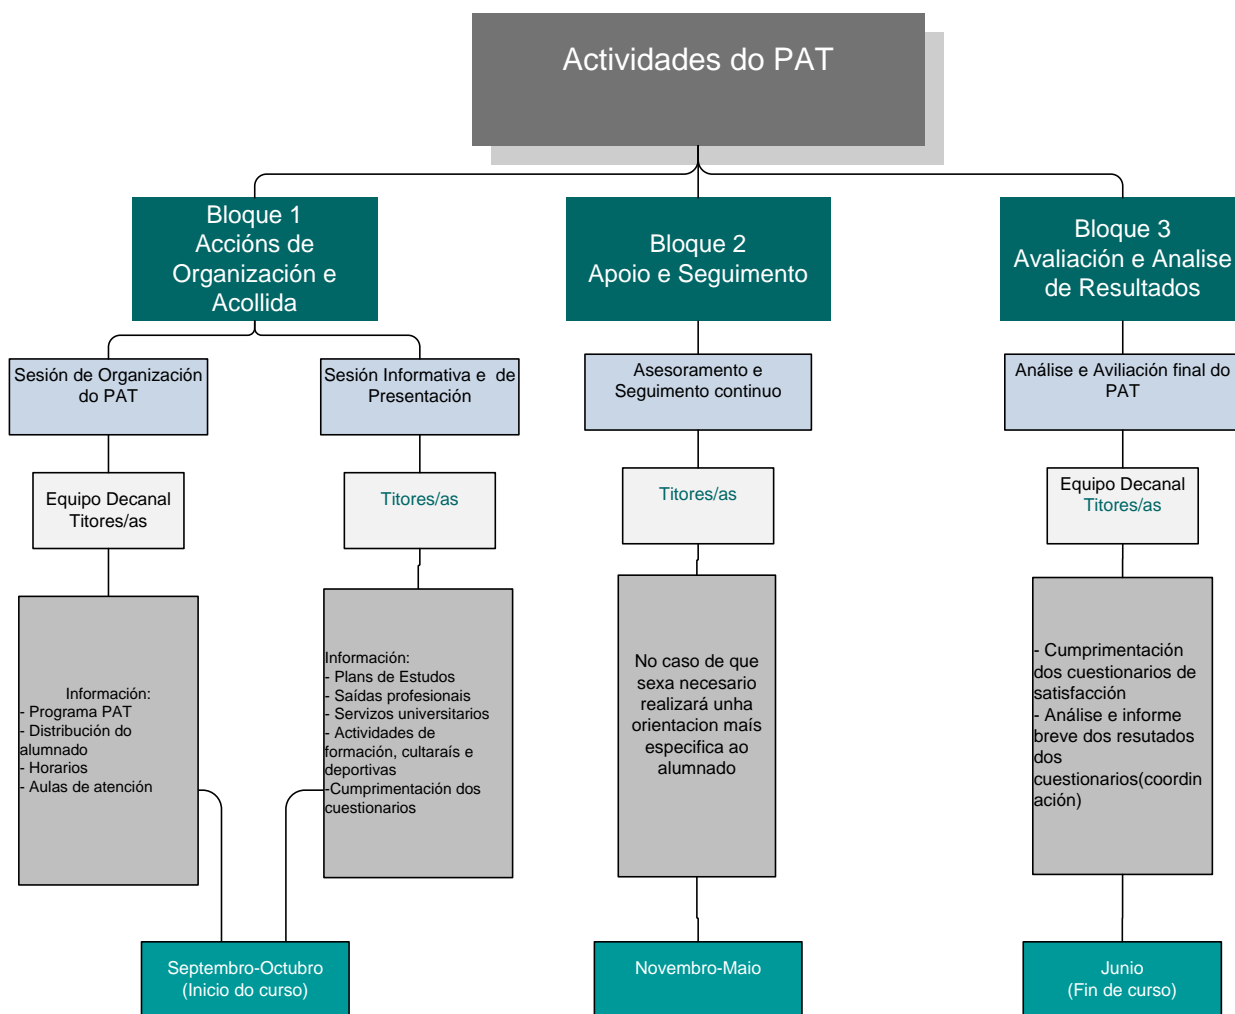 Actividades do PAT
Bloque 1
Accións de
Organización e
Acollida
Bloque 2
Apoio e Seguimento
Bloque 3
Avaliación e Analise
de Resultados
Sesión de Organización
do PAT
Sesión Informativa e  de
Presentación
Asesoramento e
Seguimento continuo
Análise e Aviliación final do
PAT
Equipo Decanal
Titores/as
Titores/as
Titores/as
Equipo Decanal
Titores/as
Información:
- Programa PAT
- Distribución do
alumnado
- Horarios
- Aulas de atención
Información:
- Plans de Estudos
- Saídas profesionais
- Servizos universitarios
- Actividades de
formación, cultaraís e
deportivas
-Cumprimentación dos
cuestionarios
No caso de que
sexa necesario
realizará unha
orientacion maís
especifica ao
alumnado
- Cumprimentación
dos cuestionarios de
satisfacción
- Análise e informe
breve dos resutados
dos
cuestionarios(coordin
ación)
Septembro-Octubro
(Inicio do curso)
Novembro-Maio
Junio
(Fin de curso)